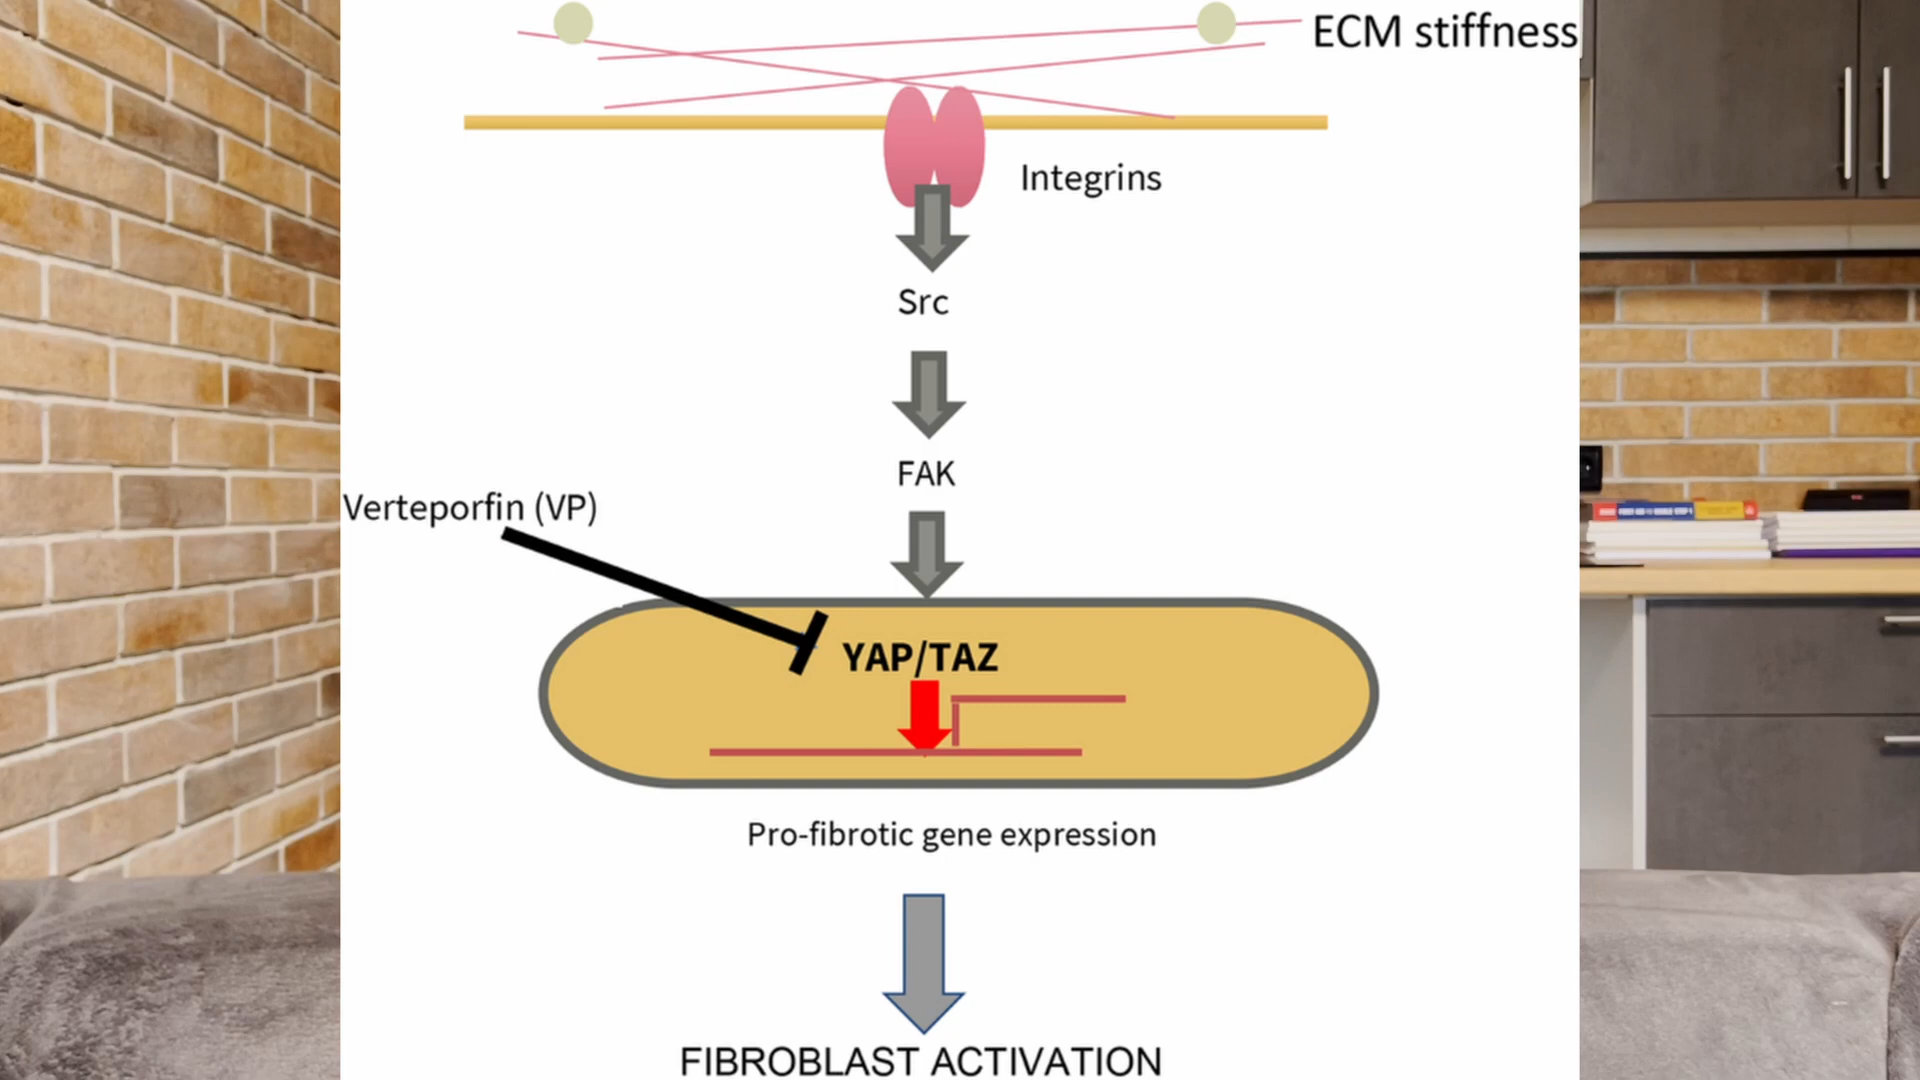 ECM stiffness
Integrins
Src
FAK
Verteporfin (VP)
YAP/TAZ
Pro-fibrotic gene expression
FIBROBLAST ACTIVATION